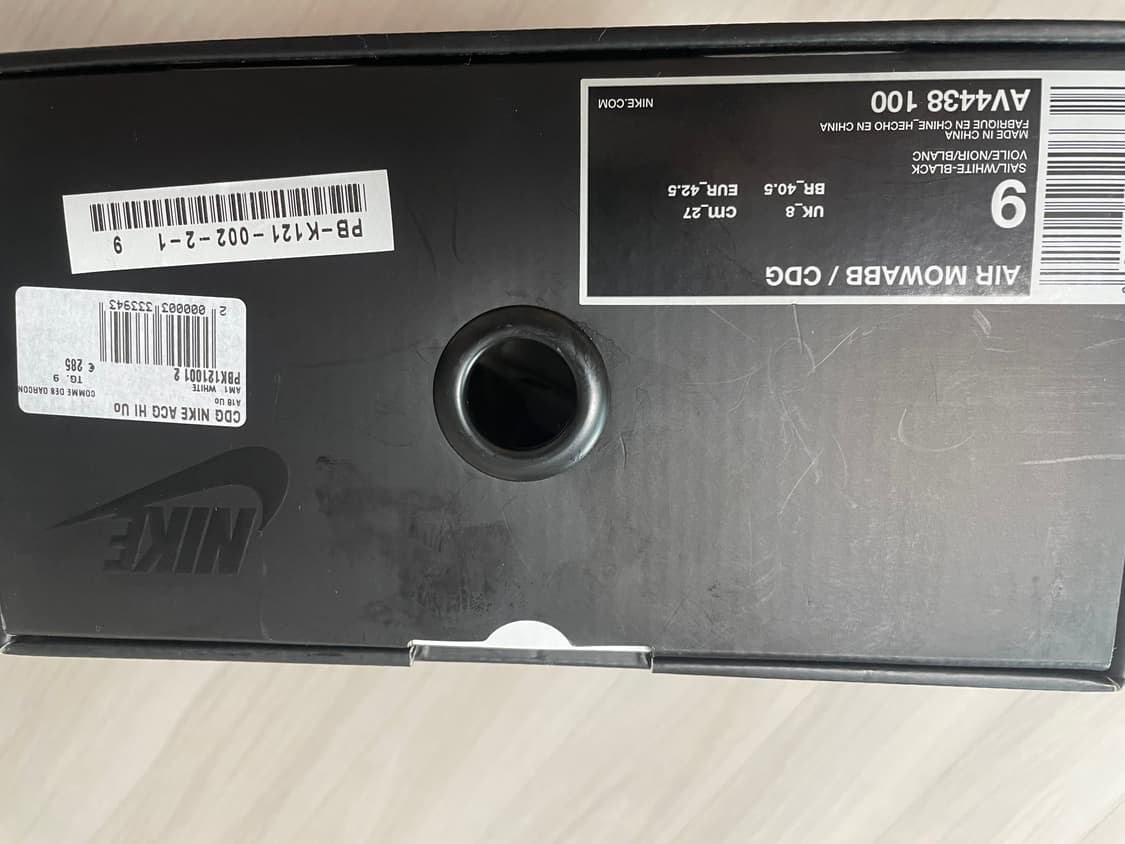 AIR MOWABB / CDG
9
UK_8 CM_27
BR_40.5 EUR_42.5
SAIL/WHITE-BLACK
VOILE/NOIR/BLANC
MADE IN CHINA
FABRIQUE EN CHINE_HECHO EN CHINA
AV4438 100
NIKE.COM
NIKE
CDG NIKE ACG HI Uo
A18 Uo
AM1 WHITE
COMME DES GARCON
PBK121001 2
TG. 9
€ 285
2 000003 333943
PB-K121-002-2-1 9